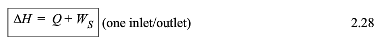 ΔH = Q + W_S (one inlet/outlet) 2.28